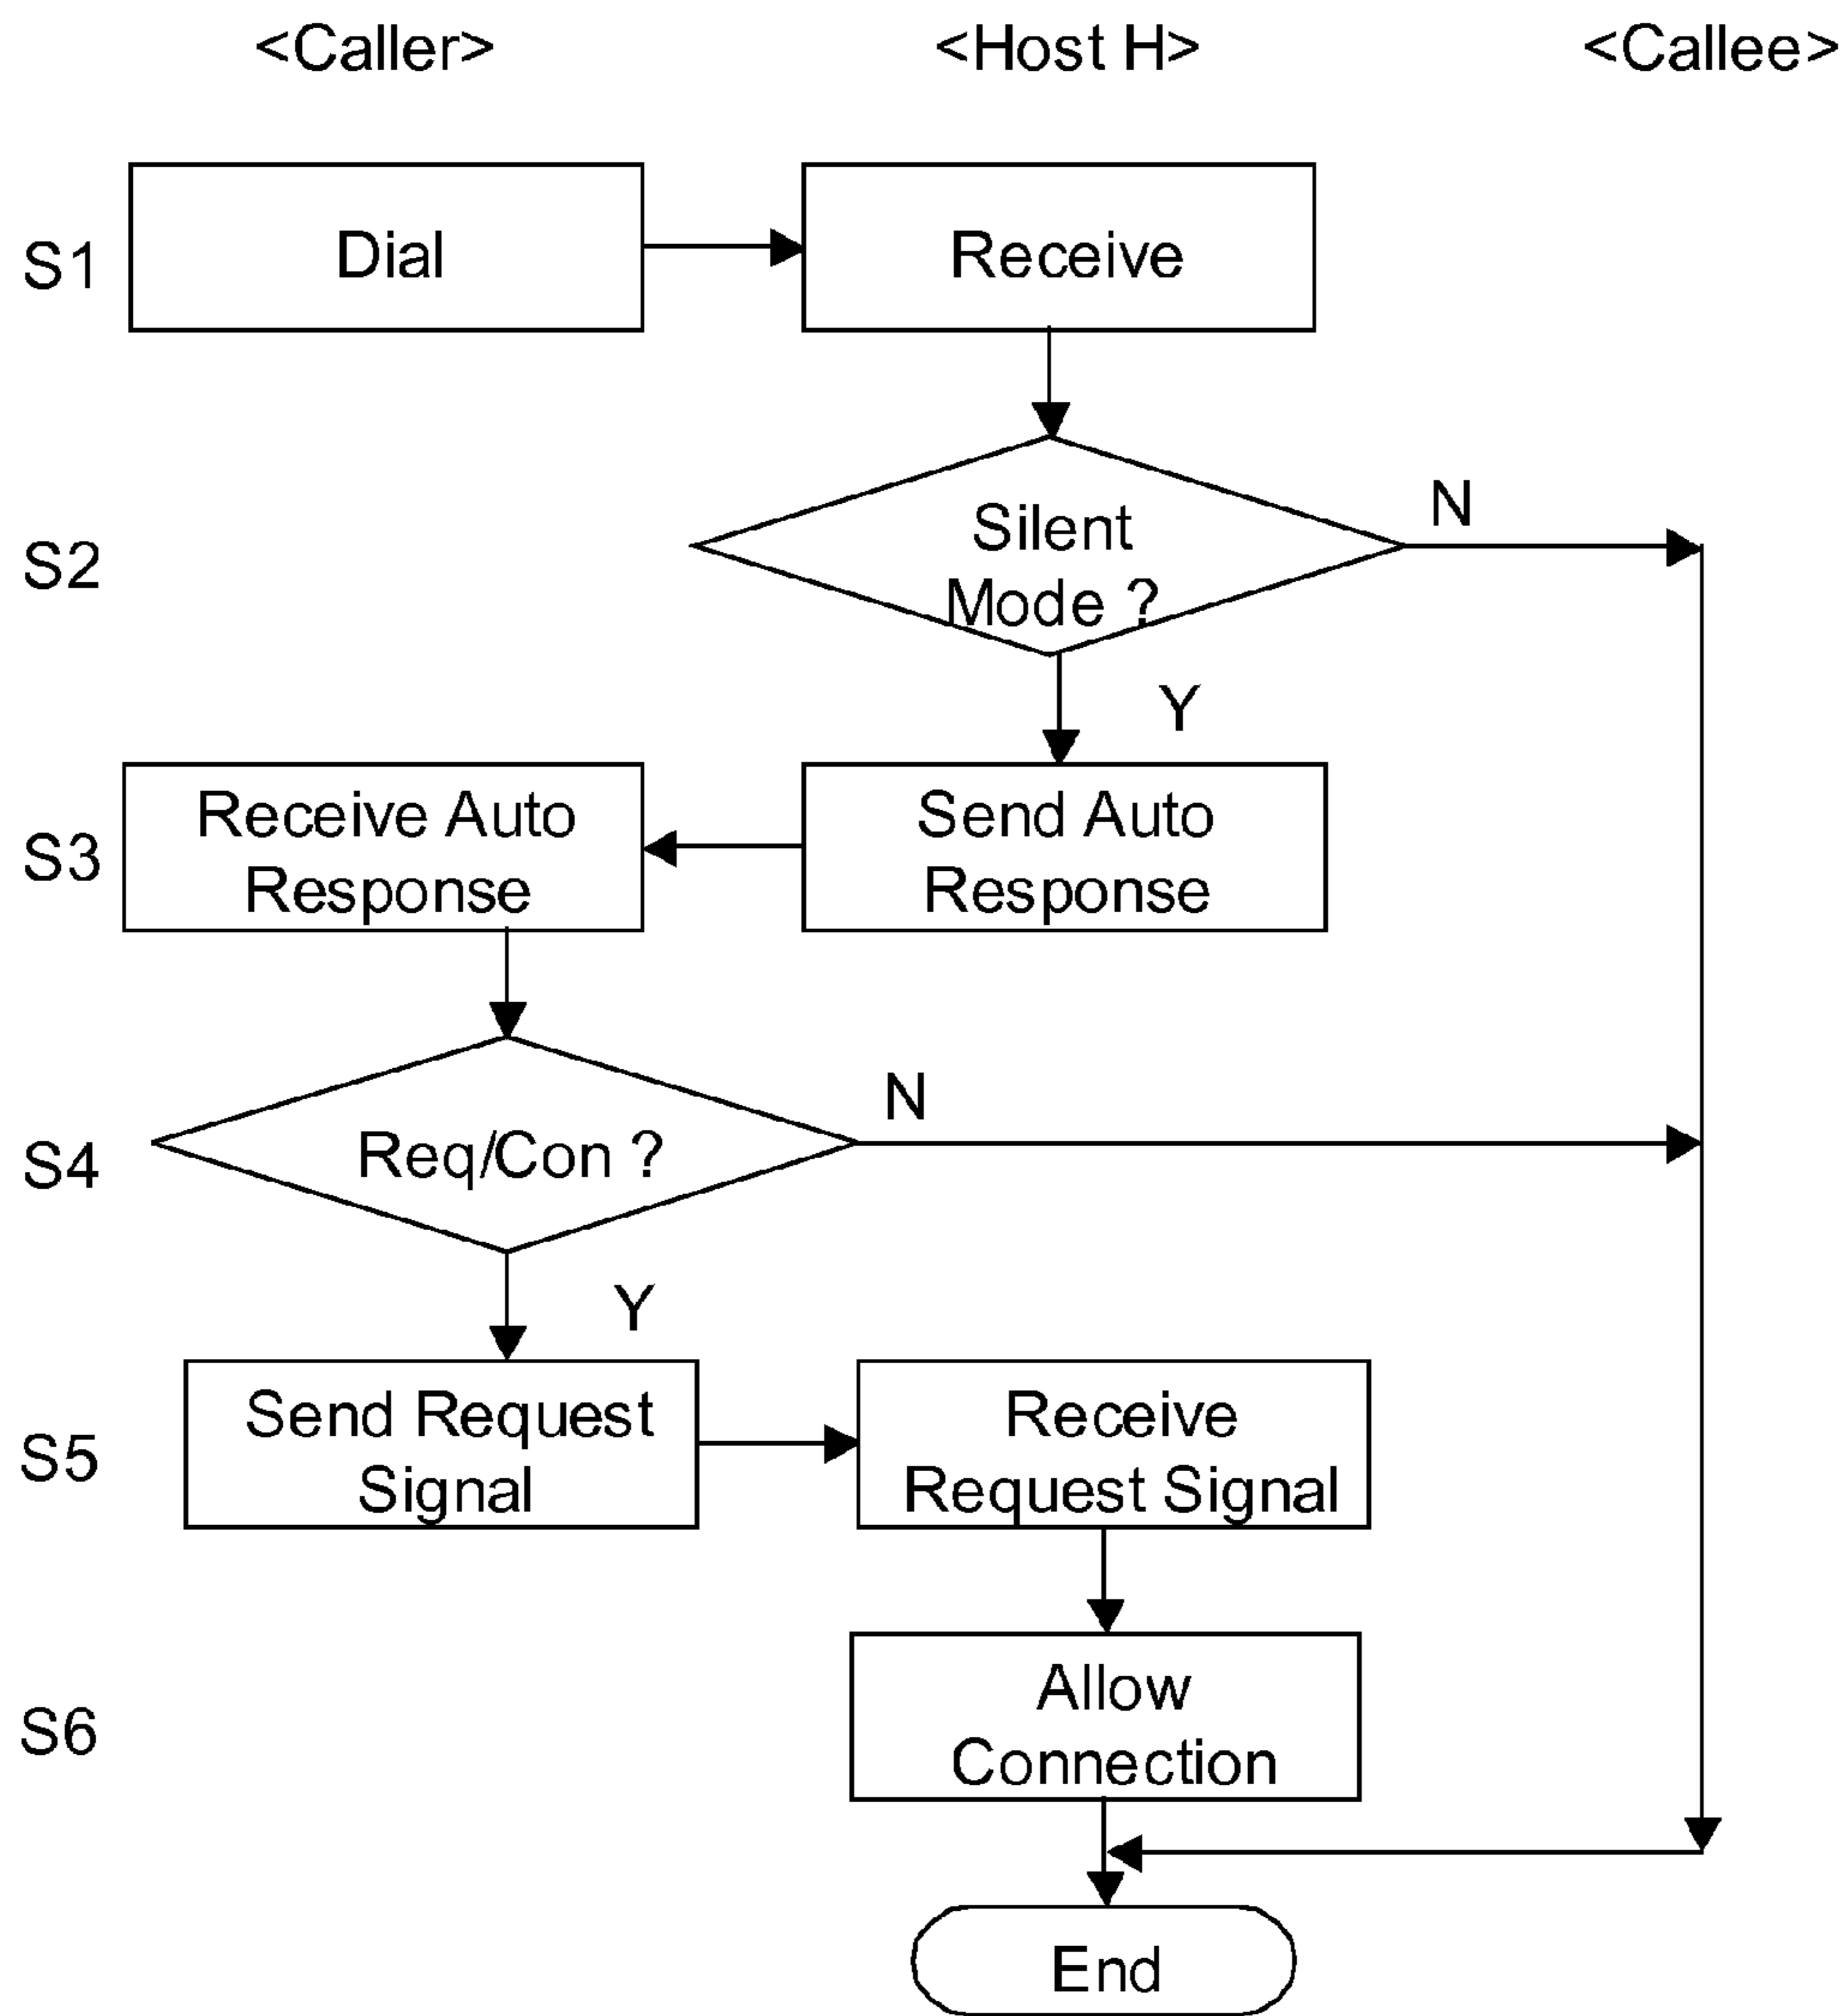 <Caller> <Host H> <Callee>
S1 Dial Receive
Silent
Mode ?
N
S2
Y
S3
Receive Auto
Response
Send Auto
Response
S4 Req/Con ?
N
Y
S5
Send Request
Signal
Receive
Request Signal
S6
Allow
Connection
End